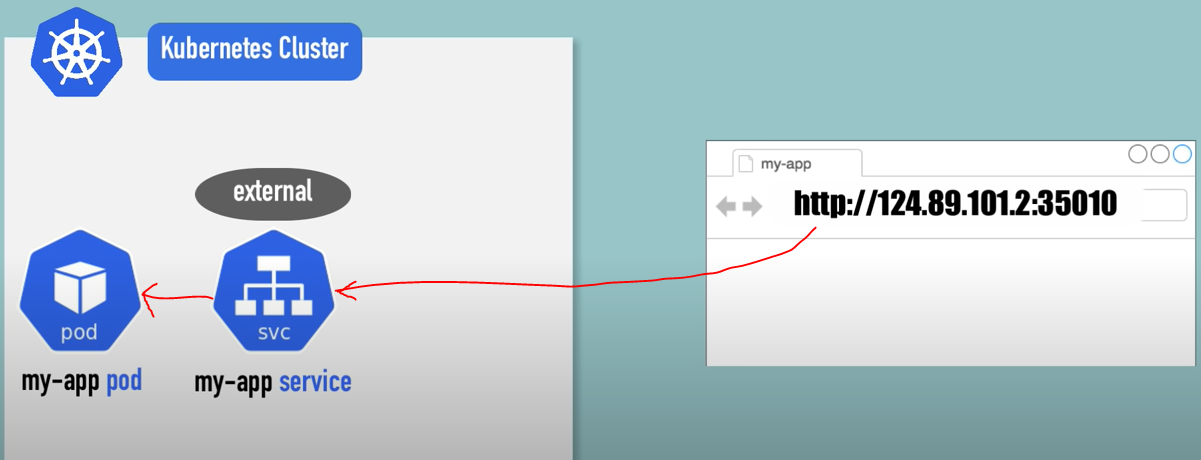 Kubernetes Cluster
external
my-app
http://124.89.101.2:35010
pod
svc
my-app pod
my-app service